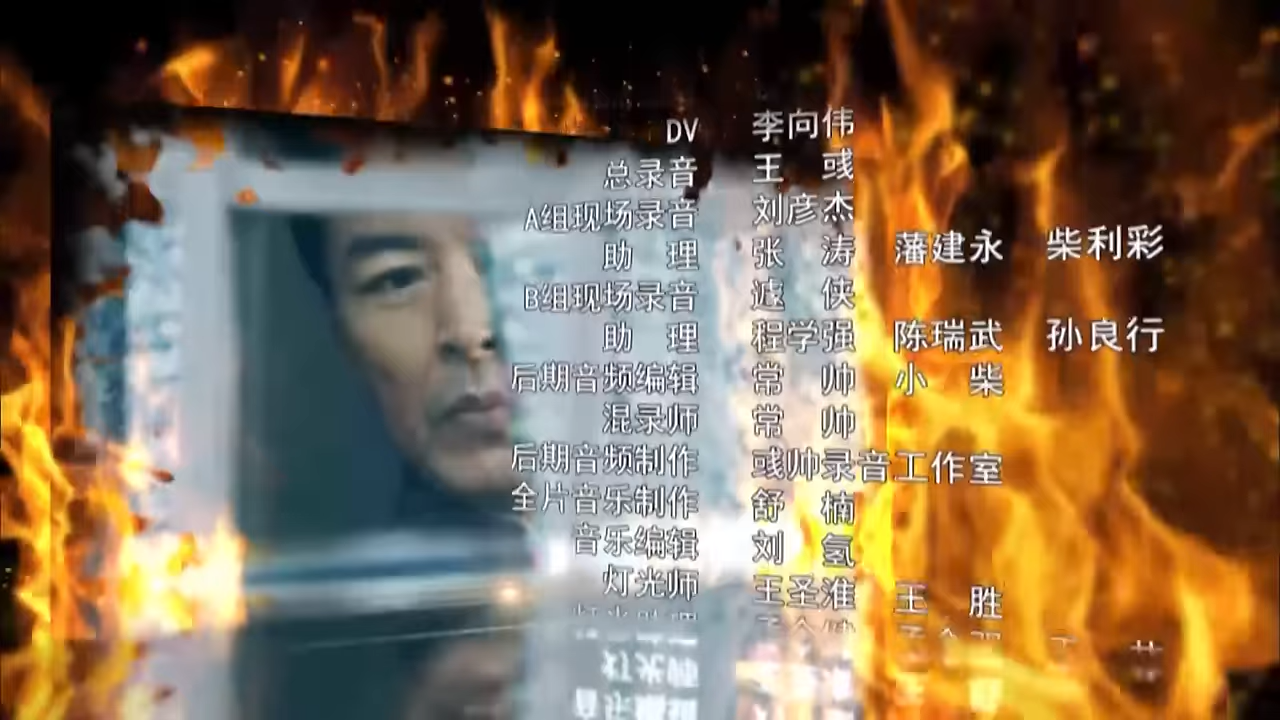 DV 李向伟
总录音 王 彧
A组现场录音 刘彦杰
助 理 张 涛 藩建永 柴利彩
B组现场录音 遆 侠
助 理 程学强 陈瑞武 孙良行
后期音频编辑 常 帅 小 柴
混录师 常 帅
后期音频制作 彧帅录音工作室
全片音乐制作 舒 楠
音乐编辑 刘 氢
灯光师 王圣淮 王 胜